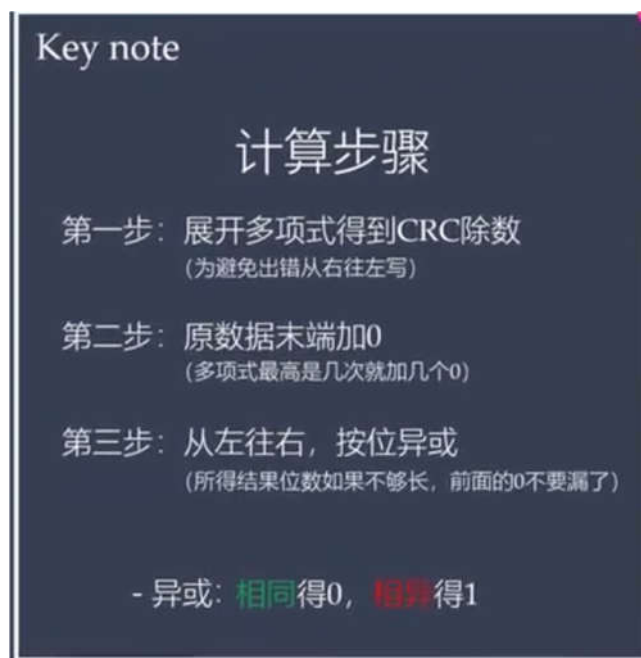 Key note
计算步骤
第一步：展开多项式得到CRC除数
（为避免出错从右往左写）
第二步：原数据末端加0
（多项式最高是几次就加几个0）
第三步：从左往右，按位异或
（所得结果位数如果不够长，前面的0不要漏了）
- 异或：相同得0，相异得1